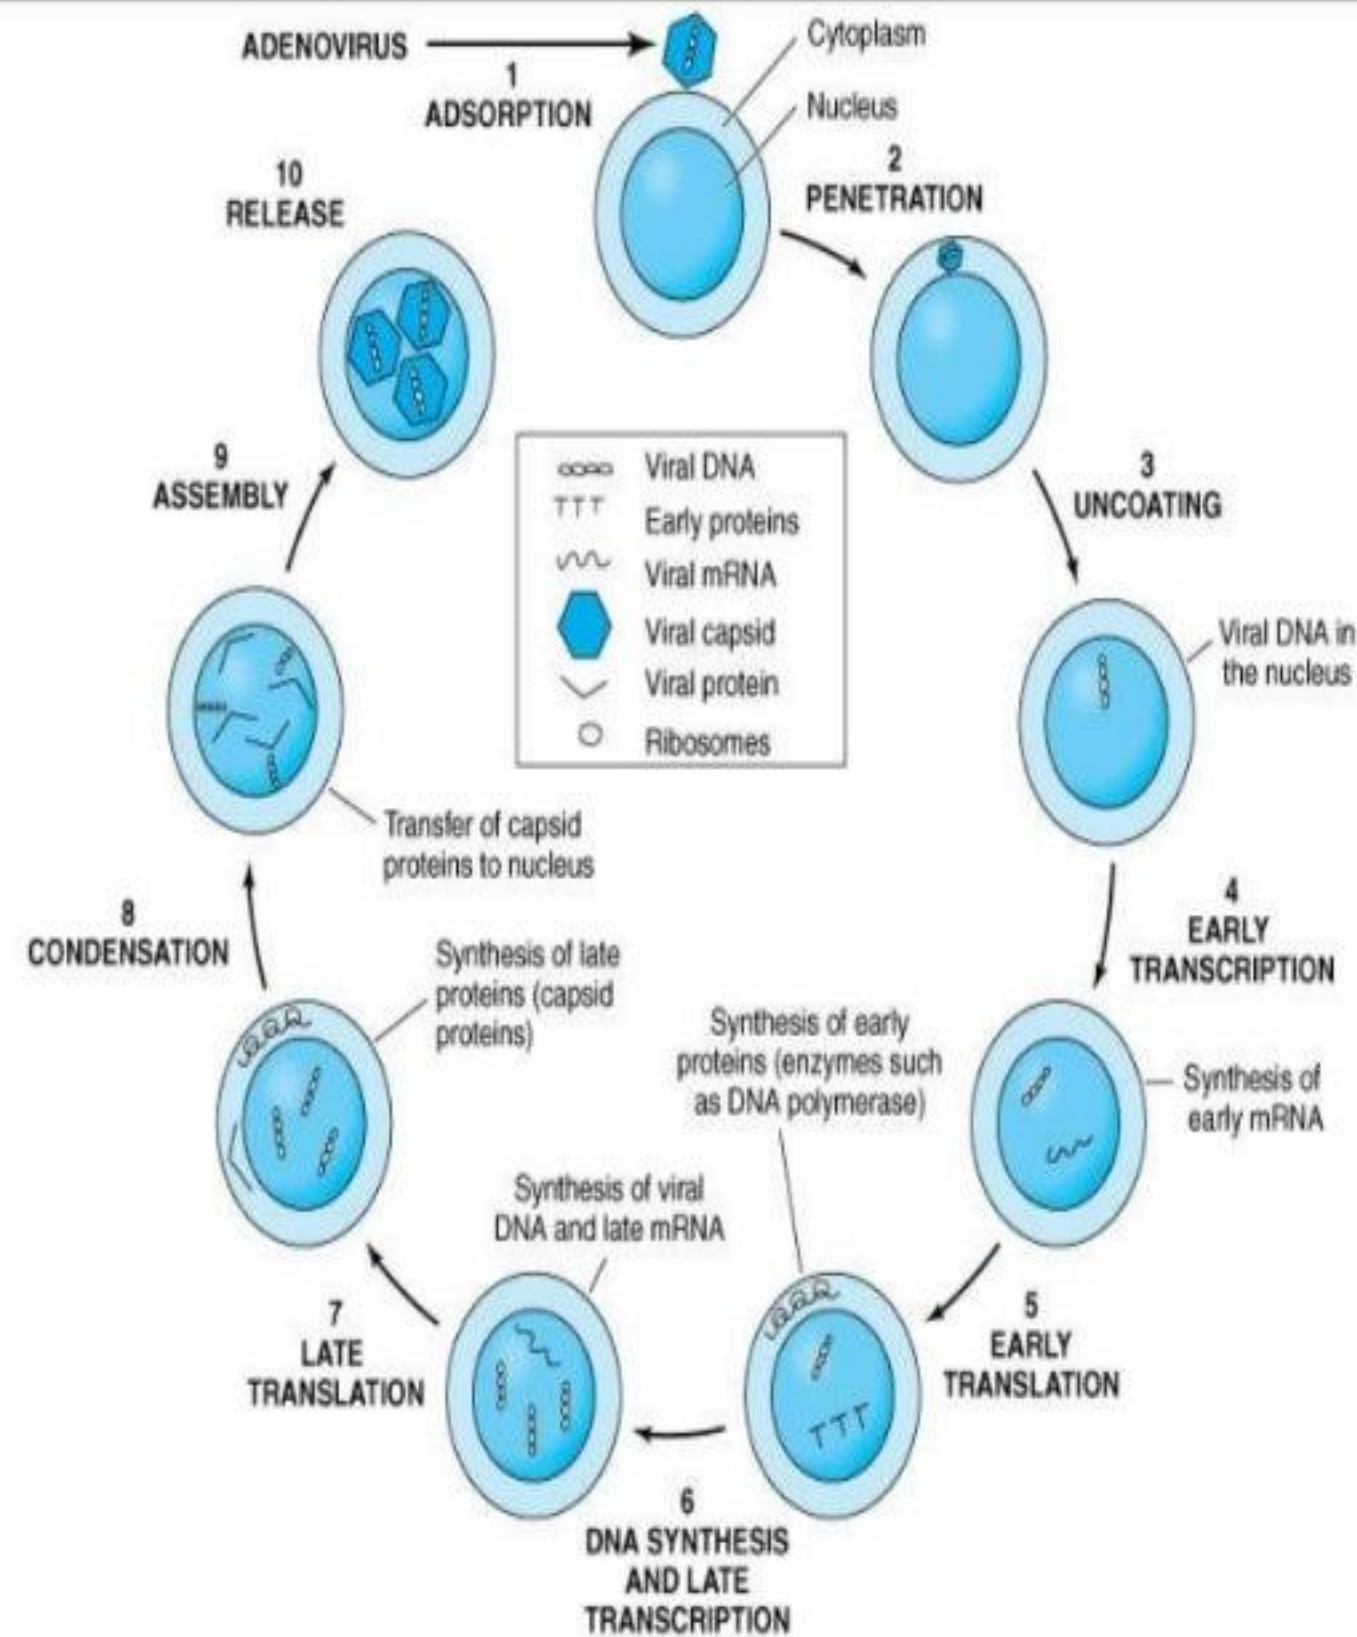 ADENOVIRUS
1
ADSORPTION
Cytoplasm
Nucleus
2
PENETRATION
3
UNCOATING
Viral DNA in
the nucleus
4
EARLY
TRANSCRIPTION
Synthesis of
early mRNA
5
EARLY
TRANSLATION
Synthesis of early
proteins (enzymes such
as DNA polymerase)
6
DNA SYNTHESIS
AND LATE
TRANSCRIPTION
Synthesis of viral
DNA and late mRNA
7
LATE
TRANSLATION
Synthesis of late
proteins (capsid
proteins)
8
CONDENSATION
Transfer of capsid
proteins to nucleus
9
ASSEMBLY
10
RELEASE
Viral DNA
Early proteins
Viral mRNA
Viral capsid
Viral protein
Ribosomes